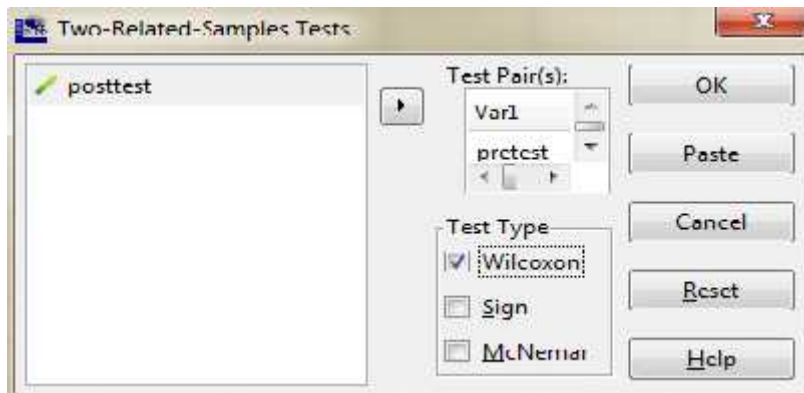 Two-Related-Samples Tests
posttest
Test Pair(s):
Var1
pretest
Test Type
Wilcoxon
Sign
McNemar
OK
Paste
Cancel
Reset
Help